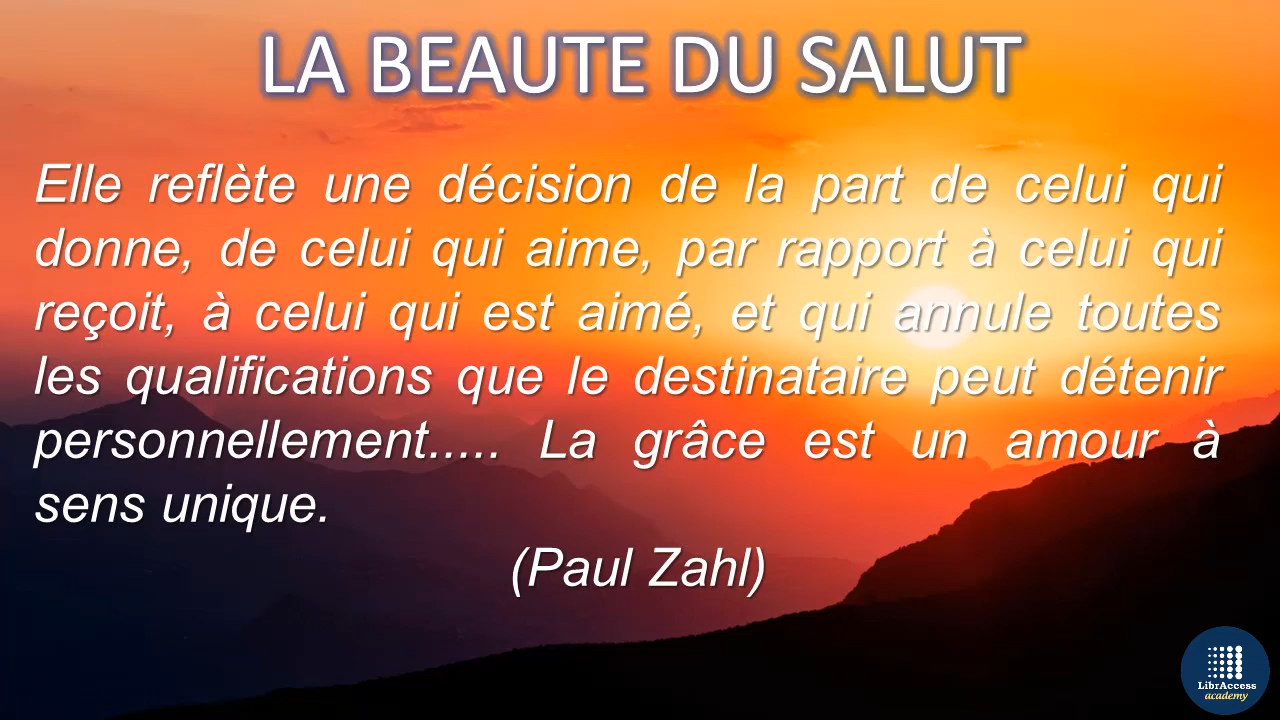 LA BEAUTE DU SALUT
Elle reflète une décision de la part de celui qui
donne, de celui qui aime, par rapport à celui qui
reçoit, à celui qui est aimé, et qui annule toutes
les qualifications que le destinataire peut détenir
personnellement..... La grâce est un amour à
sens unique.
(Paul Zahl)
LibrAccess
academy